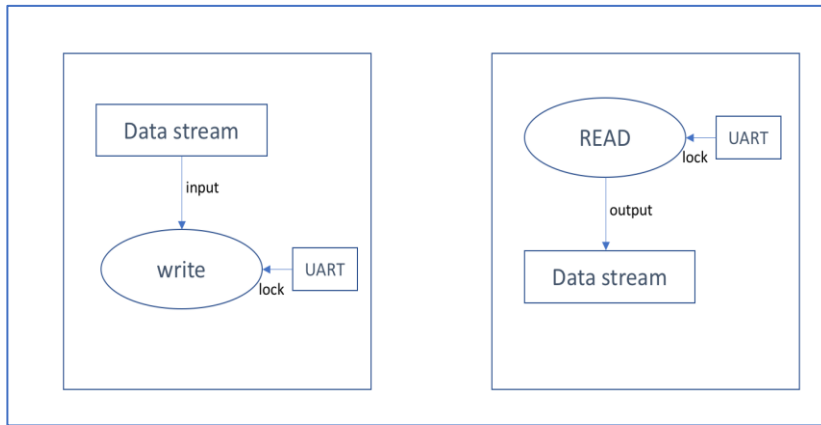 Data stream
input
write
UART
lock
READ
UART
lock
output
Data stream